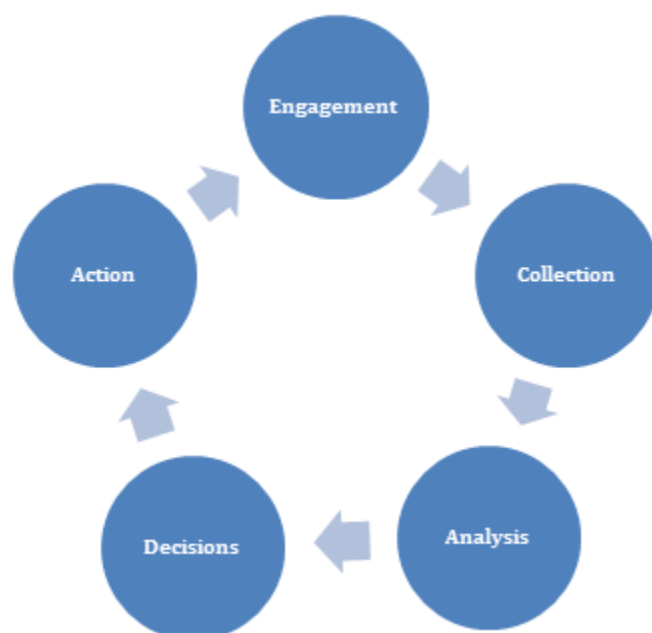 Engagement
Collection
Analysis
Decisions
Action